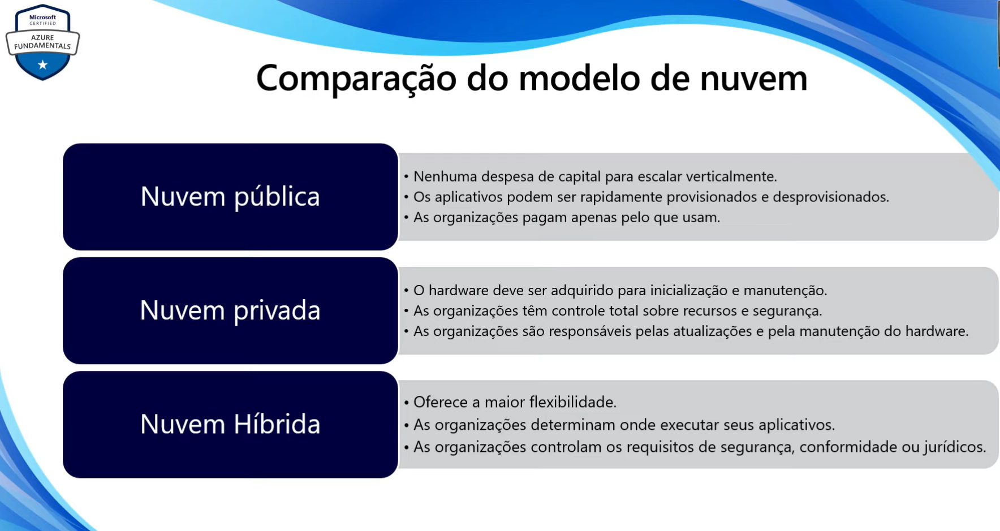 Microsoft
CERTIFIED
AZURE
FUNDAMENTALS
Comparação do modelo de nuvem
Nuvem pública
• Nenhuma despesa de capital para escalar verticalmente.
• Os aplicativos podem ser rapidamente provisionados e desprovisionados.
• As organizações pagam apenas pelo que usam.
Nuvem privada
• O hardware deve ser adquirido para inicialização e manutenção.
• As organizações têm controle total sobre recursos e segurança.
• As organizações são responsáveis pelas atualizações e pela manutenção do hardware.
Nuvem Híbrida
• Oferece a maior flexibilidade.
• As organizações determinam onde executar seus aplicativos.
• As organizações controlam os requisitos de segurança, conformidade ou jurídicos.